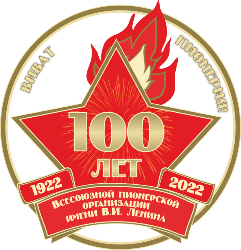 ВИВАТ
ПИОНЕРИЯ!
100
ЛЕТ
1922
2022
ВСЕСОЮЗНОЙ ПИОНЕРСКОЙ
ОРГАНИЗАЦИИ
ИМЕНИ В.И. ЛЕНИНА